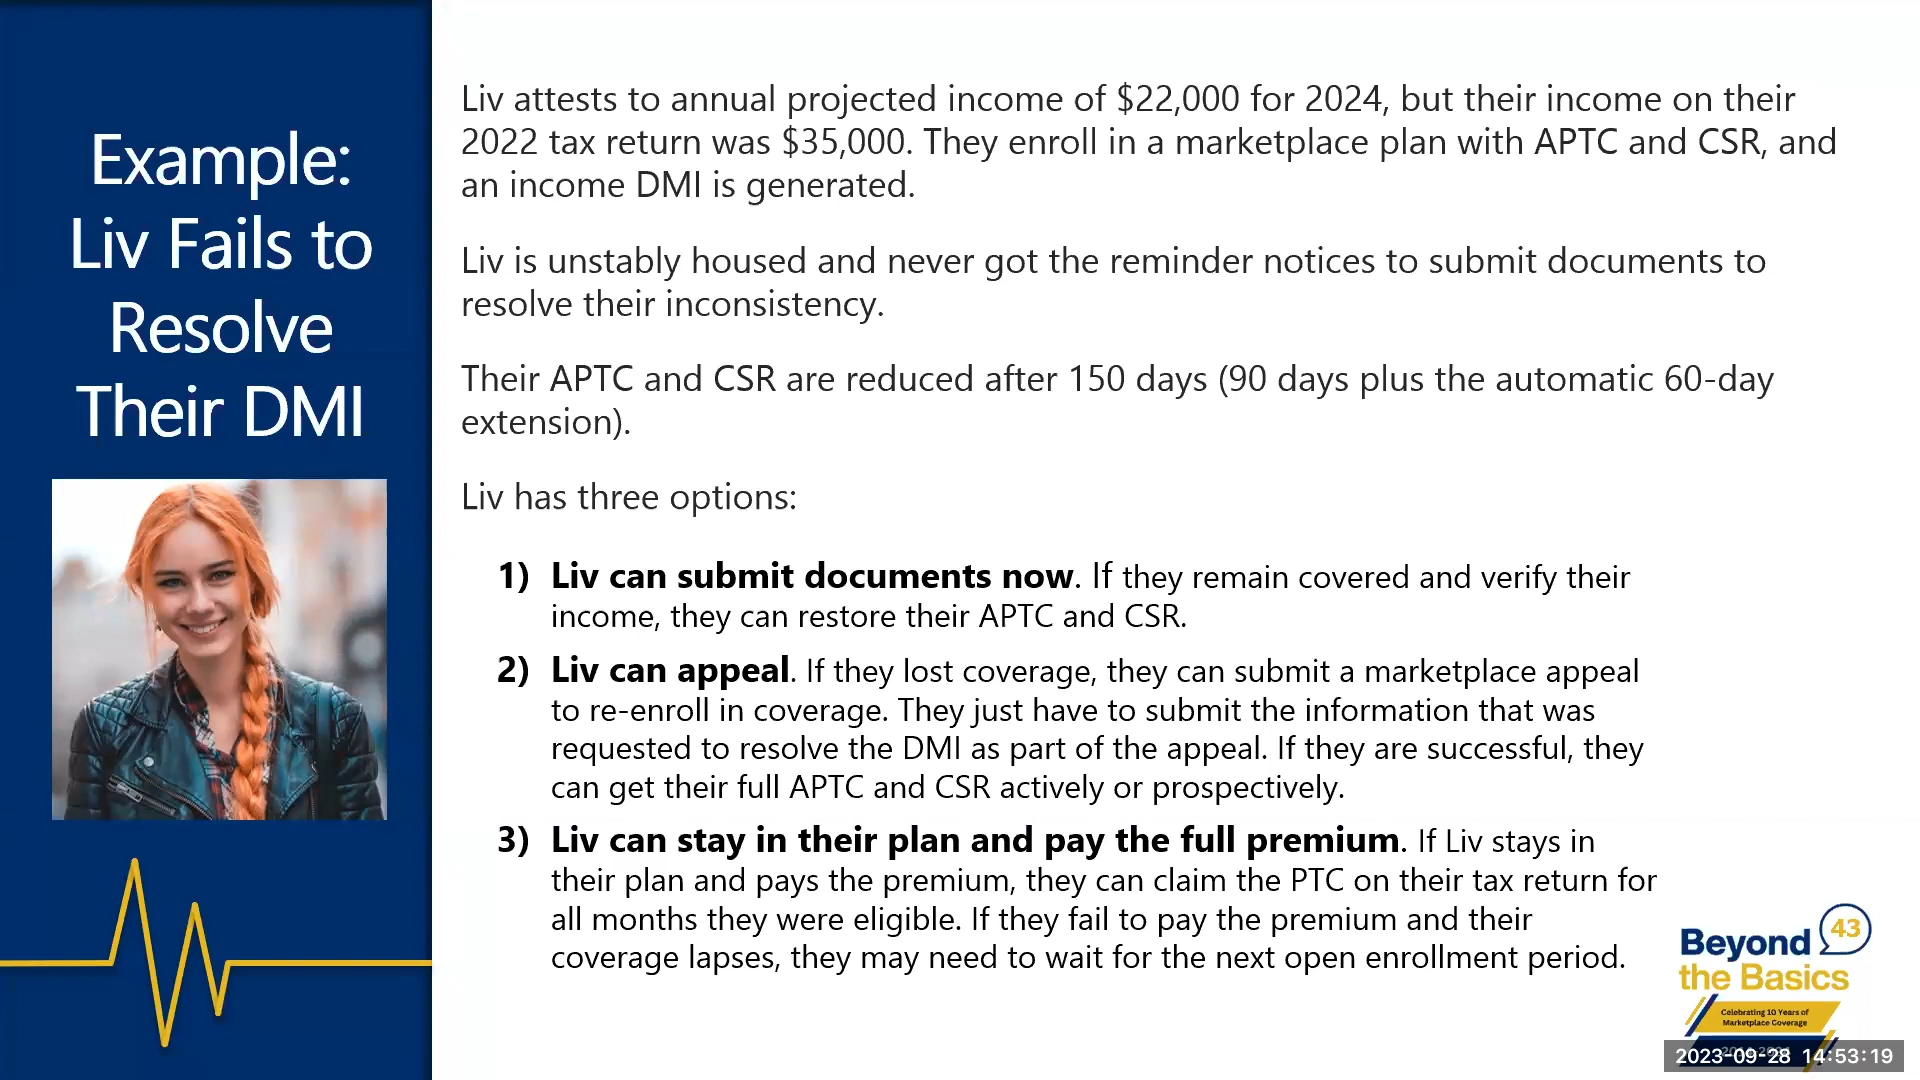 Example:
Liv Fails to
Resolve
Their DMI
Liv attests to annual projected income of $22,000 for 2024, but their income on their
2022 tax return was $35,000. They enroll in a marketplace plan with APTC and CSR, and
an income DMI is generated.
Liv is unstably housed and never got the reminder notices to submit documents to
resolve their inconsistency.
Their APTC and CSR are reduced after 150 days (90 days plus the automatic 60-day
extension).
Liv has three options:
1) Liv can submit documents now. If they remain covered and verify their
income, they can restore their APTC and CSR.
2) Liv can appeal. If they lost coverage, they can submit a marketplace appeal
to re-enroll in coverage. They just have to submit the information that was
requested to resolve the DMI as part of the appeal. If they are successful, they
can get their full APTC and CSR actively or prospectively.
3) Liv can stay in their plan and pay the full premium. If Liv stays in
their plan and pays the premium, they can claim the PTC on their tax return for
all months they were eligible. If they fail to pay the premium and their
coverage lapses, they may need to wait for the next open enrollment period.
43
Beyond
the Basics
Celebrating 10 Years of
Marketplace Coverage
2023-09-28 14:53:19